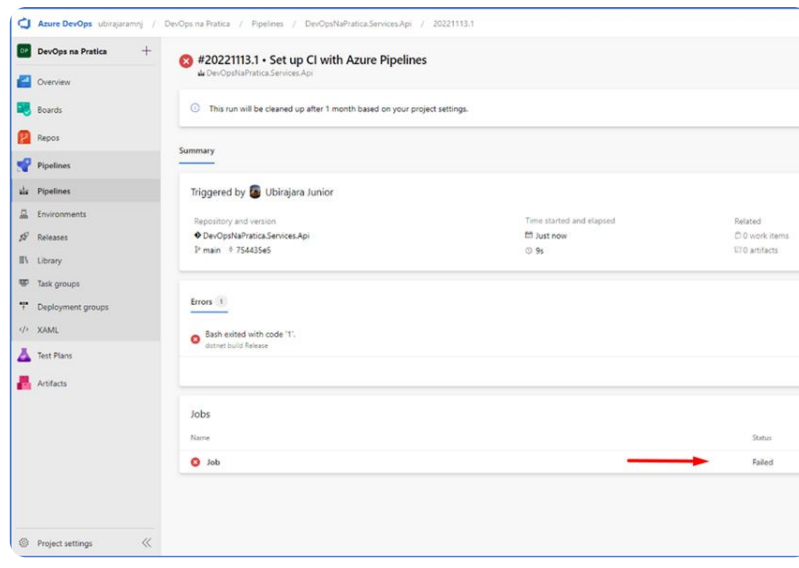 Azure DevOps ubirajaramnj / DevOps na Pratica / Pipelines / DevOpsNaPratica.Services.Api / 20221113.1
DP DevOps na Pratica +
Overview
Boards
Repos
Pipelines
Pipelines
Environments
Releases
Library
Task groups
Deployment groups
XAML
Test Plans
Artifacts
Project settings
#20221113.1 • Set up CI with Azure Pipelines
DevOpsNaPratica.Services.Api
This run will be cleaned up after 1 month based on your project settings.
Summary
Triggered by Ubirajara Junior
Repository and version Time started and elapsed Related
DevOpsNaPratica.Services.Api Just now 0 work items
main 754435e5 9s 0 artifacts
Errors 1
Bash exited with code '1'.
dotnet build Release
Jobs
Name Status
Job Failed